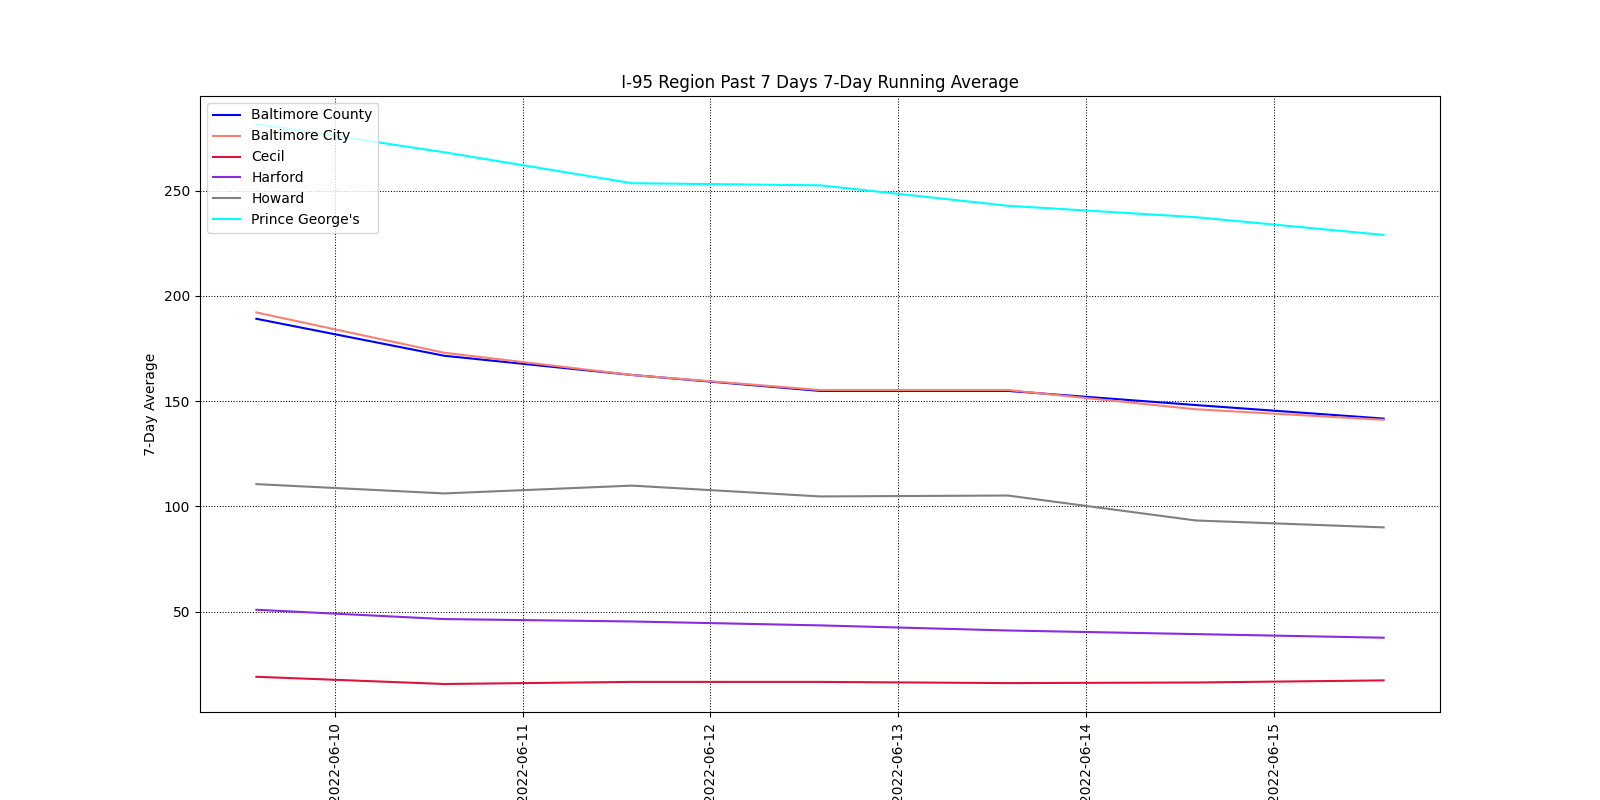 I-95 Region Past 7 Days 7-Day Running Average
Baltimore County
Baltimore City
Cecil
Harford
Howard
Prince George's
7-Day Average
250
200
150
100
50
2022-06-10
2022-06-11
2022-06-12
2022-06-13
2022-06-14
2022-06-15